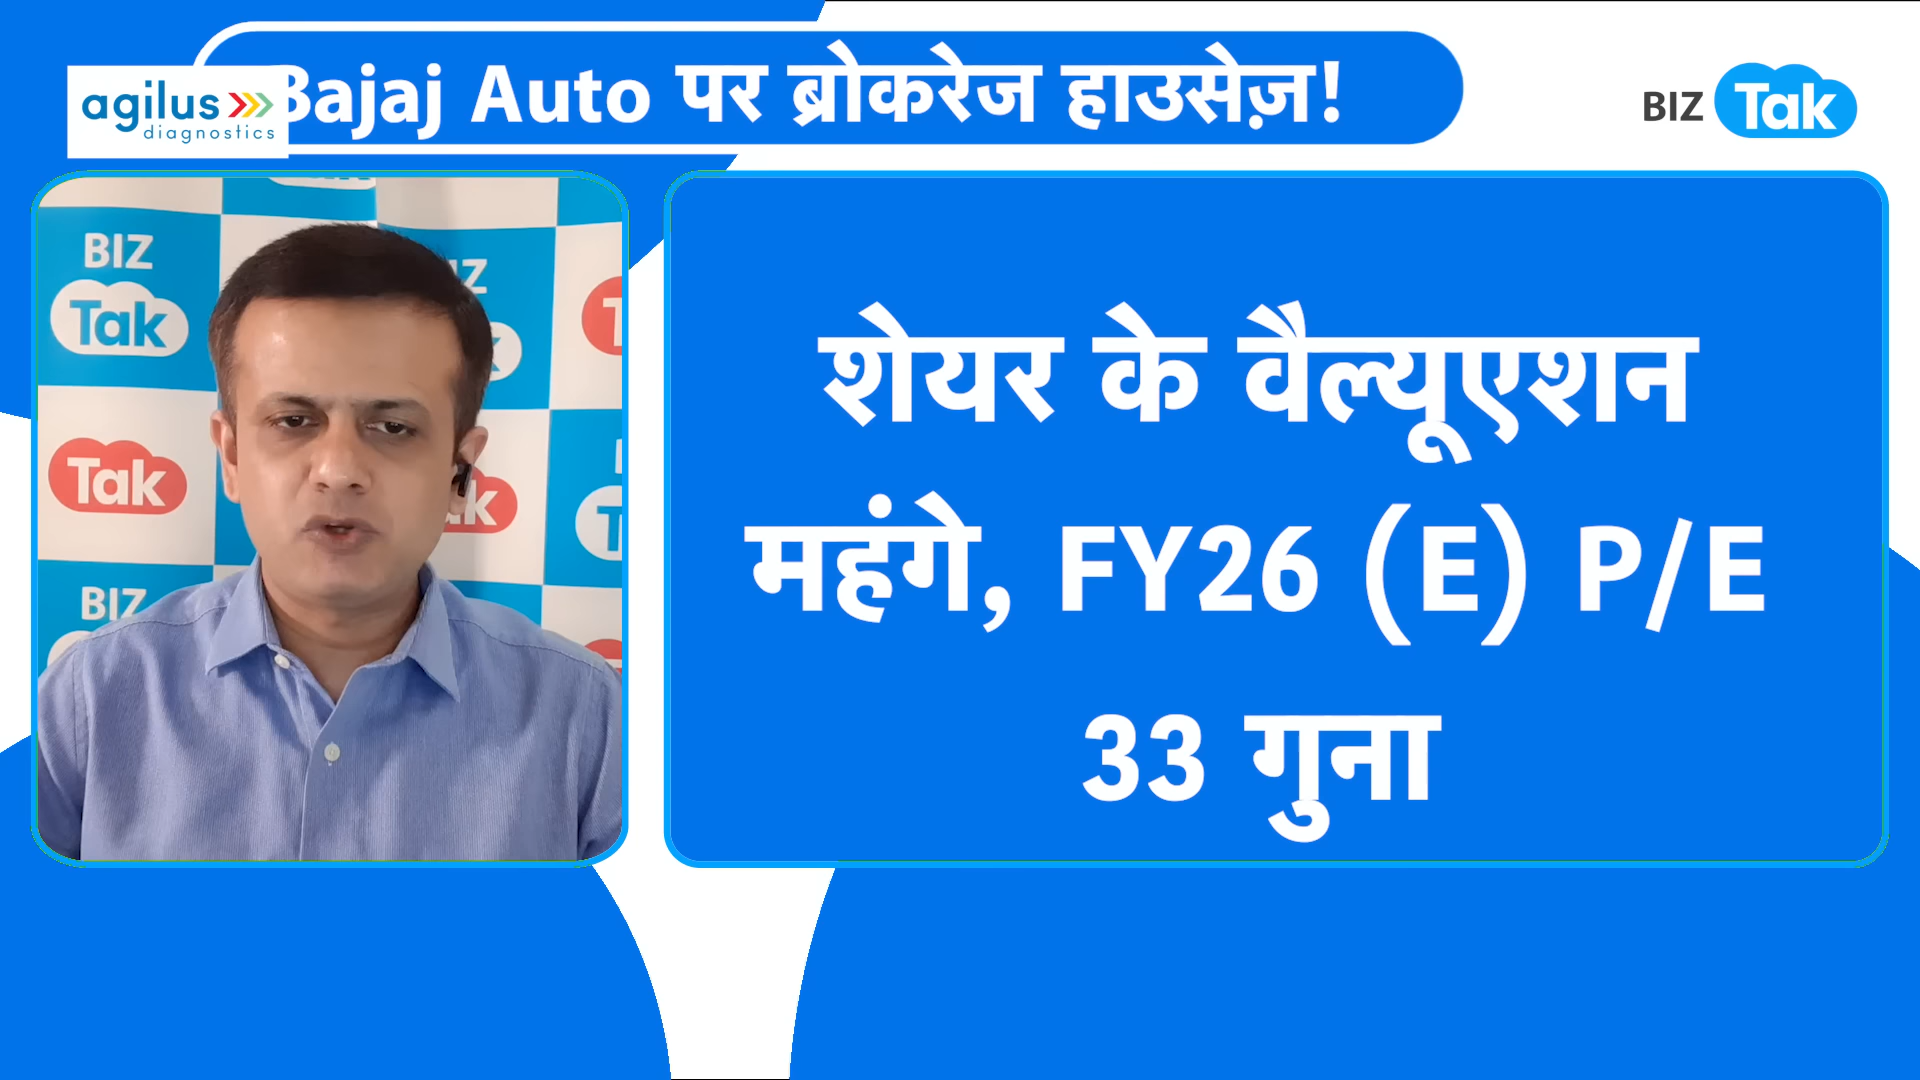 Bajaj Auto पर ब्रोकरेज हाउसेज़!
agilus
diagnostics
BIZ Tak
BIZ
Tak
Tak
BIZ
शेयर के वैल्यूएशन
महंगे, FY26 (E) P/E
33 गुना